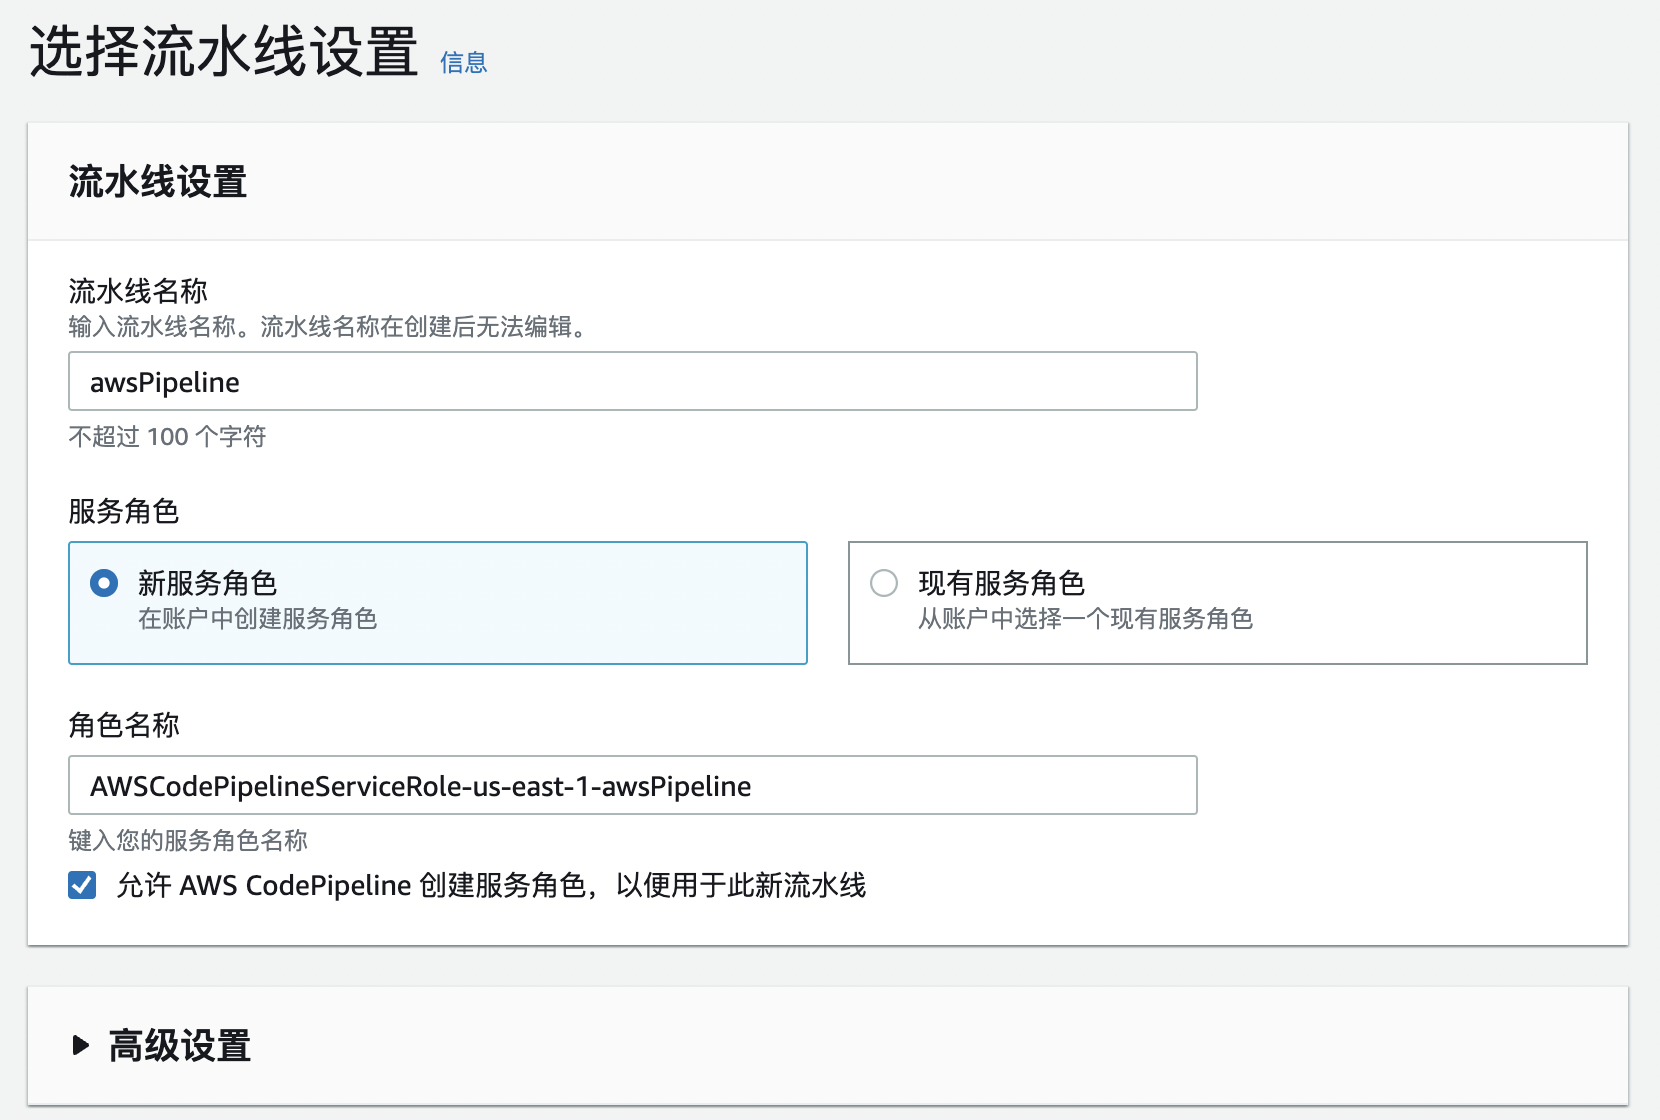 选择流水线设置 信息
流水线设置
流水线名称
输入流水线名称。流水线名称在创建后无法编辑。
awsPipeline
不超过 100 个字符
服务角色
新服务角色
在账户中创建服务角色
现有服务角色
从账户中选择一个现有服务角色
角色名称
AWSCodePipelineServiceRole-us-east-1-awsPipeline
键入您的服务角色名称
允许 AWS CodePipeline 创建服务角色，以便用于此新流水线
高级设置